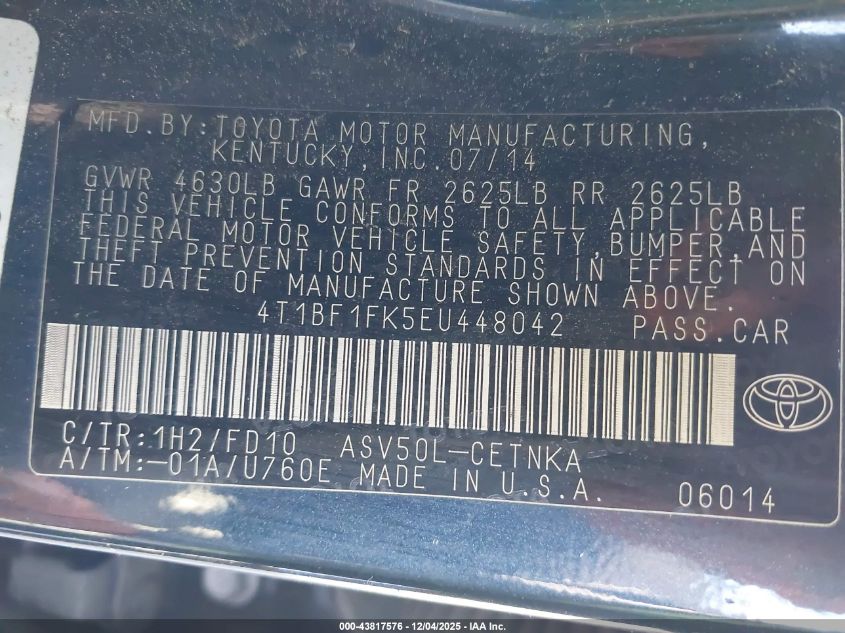 MFD.BY:TOYOTA MOTOR MANUFACTURING,
KENTUCKY,INC.07/14
GVWR 4630LB GAWR FR 2625LB RR 2625LB
THIS VEHICLE CONFORMS TO ALL APPLICABLE
FEDERAL MOTOR VEHICLE SAFETY,BUMPER,AND
THEFT PREVENTION STANDARDS IN EFFECT ON
THE DATE OF MANUFACTURE SHOWN ABOVE.
4T1BF1FK5EU448042 PASS.CAR
C/TR:1H2/FD10 ASV50L-CETNKA
A/TM:-01A/U760E MADE IN U.S.A. 06014
000-43817576 - 12/04/2025 - IAA Inc.